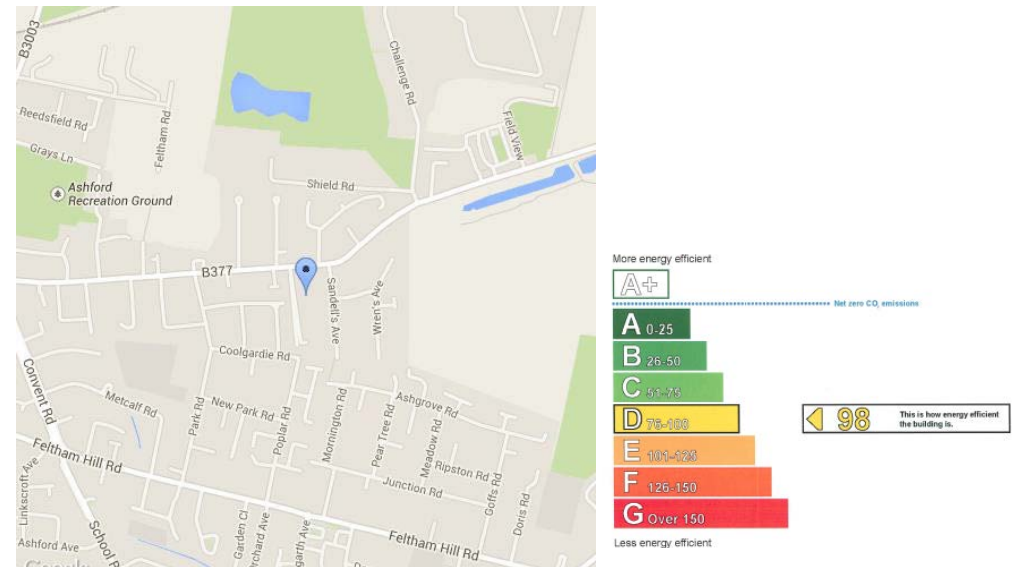 B3003
Challenge Rd
Reedsfield Rd
Feltham Rd
Field View
Grays Ln
Shield Rd
Ashford
Recreation Ground
B377
Sandell's Ave
Wren's Ave
Coolgardie Rd
Convent Rd
Metcalf Rd
Park Rd
New Park Rd
Poplar Rd
Mornington Rd
Pear Tree Rd
Ashgrove Rd
Meadow Rd
Feltham Hill Rd
Ripston Rd
Junction Rd
Goffs Rd
Doris Rd
Linkscroft Ave
School R
Garden Cl
rchard Ave
garth Ave
Feltham Hill Rd
Ashford Ave
More energy efficient
A+
Net zero CO₂ emissions
A 0-25
B 26-50
C 51-75
D 76-100
98
This is how energy efficient
the building is.
E 101-125
F 126-150
G Over 150
Less energy efficient